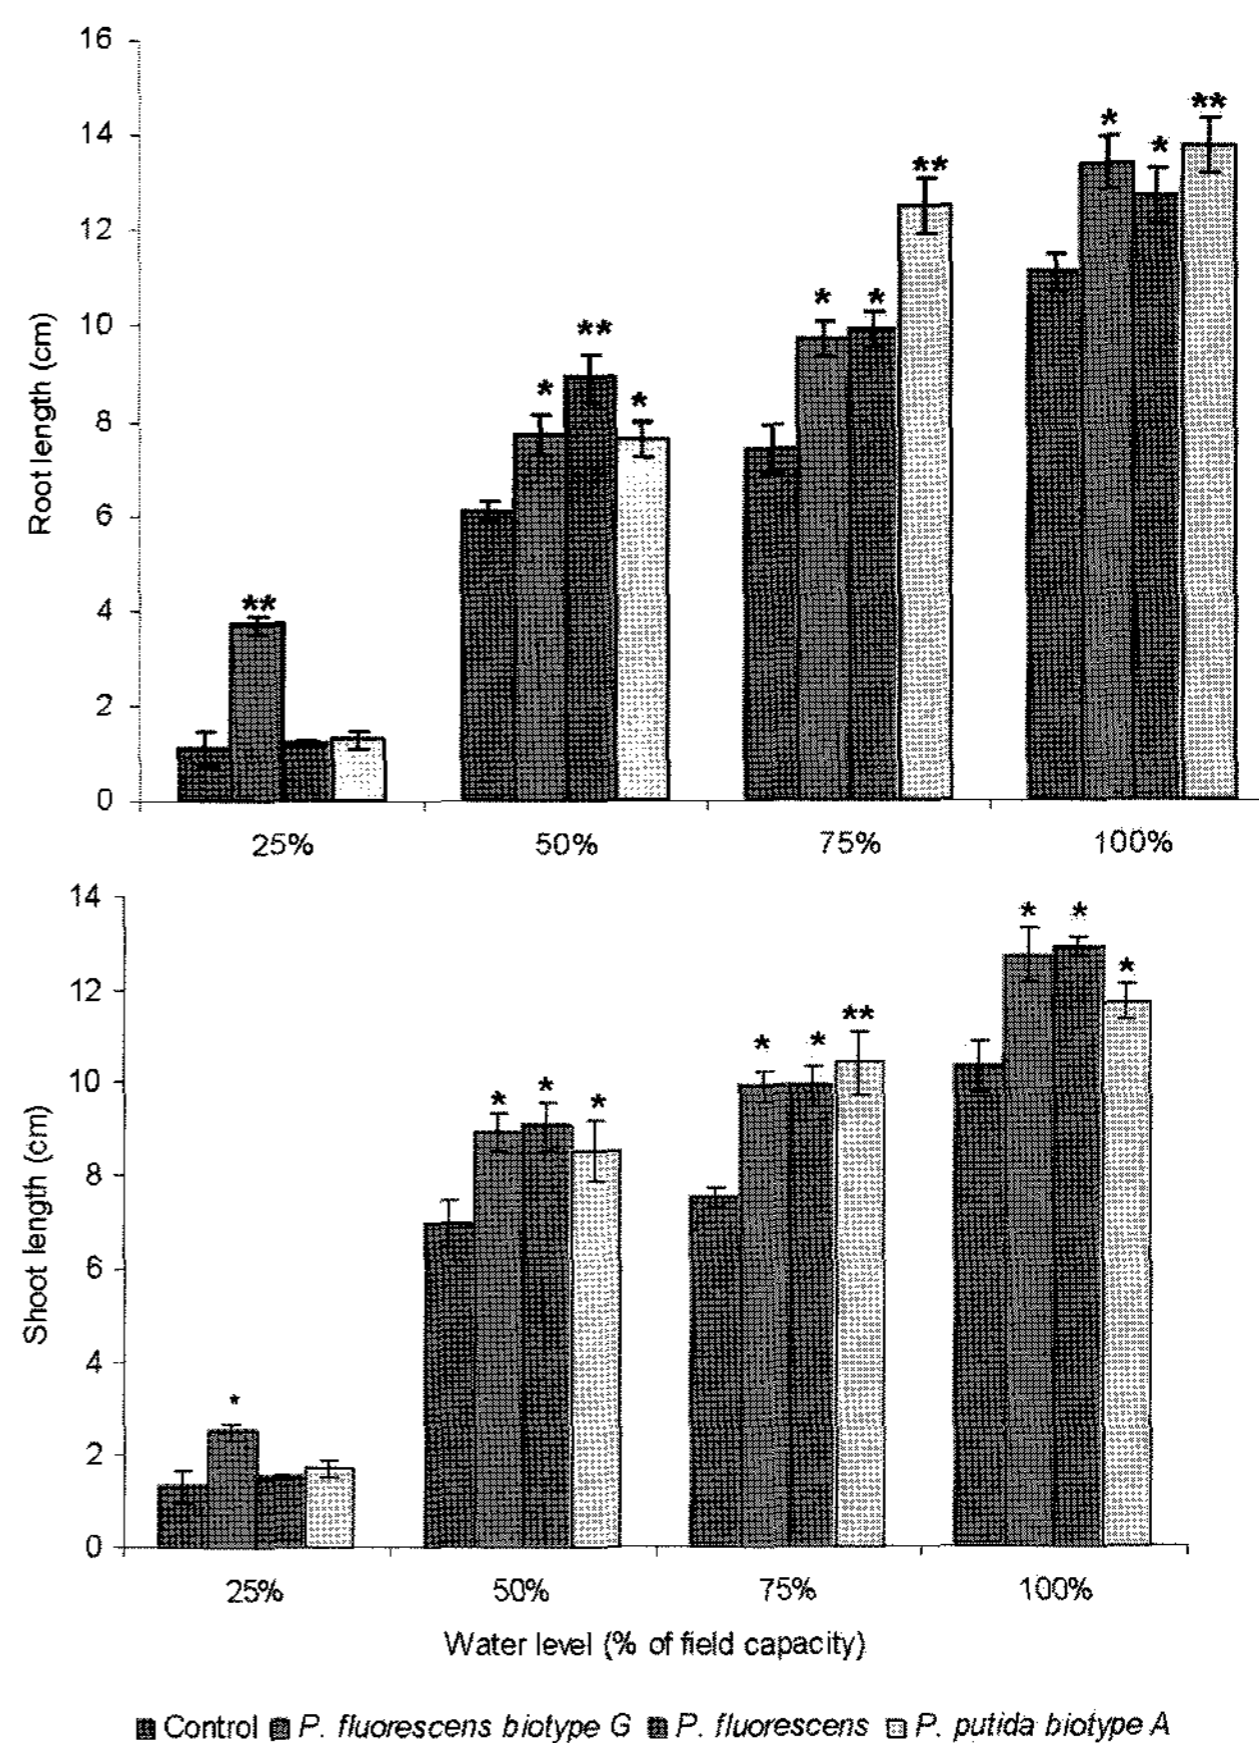 16
14
12
10
8
6
4
2
0
Root length (cm)
**
* ** *
* * **
* * **
25% 50% 75% 100%
14
12
10
8
6
4
2
0
Shoot length (cm)
*
* * *
* * **
* * *
25% 50% 75% 100%
Water level (% of field capacity)
Control P. fluorescens biotype G P. fluorescens P. putida biotype A